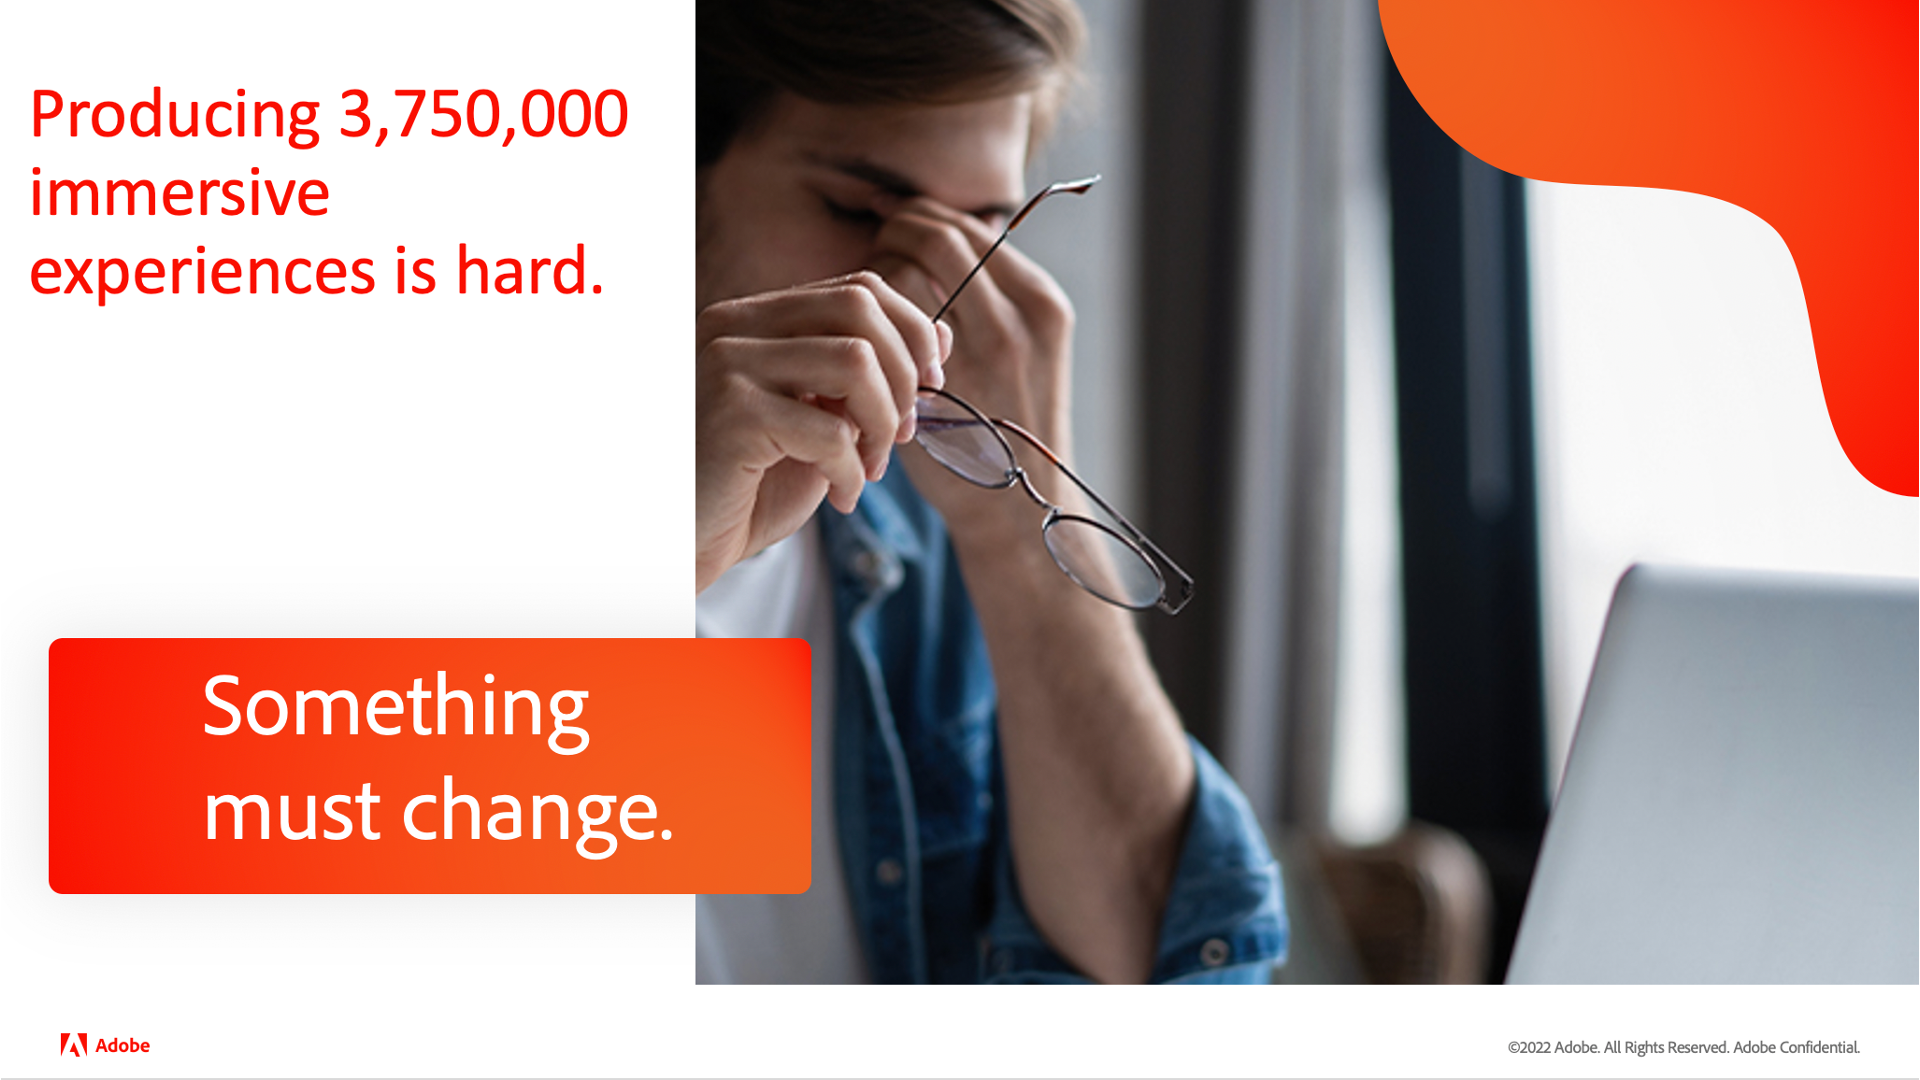 Producing 3,750,000
immersive
experiences is hard.
Something
must change.
Adobe
©2022 Adobe. All Rights Reserved. Adobe Confidential.